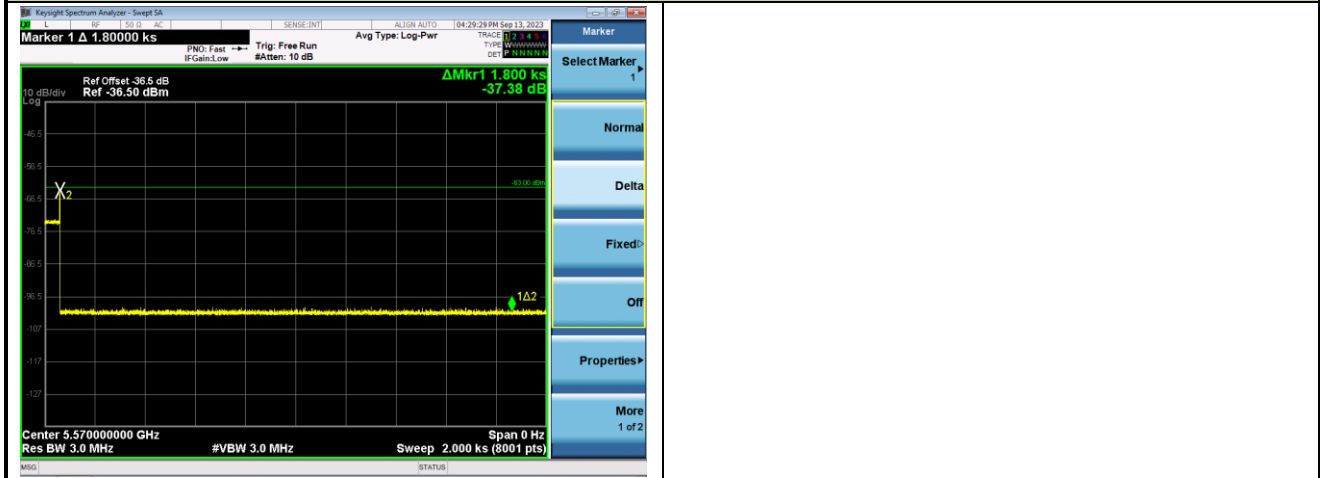 Keysight Spectrum Analyzer - Swept SA
L RF 50 Ω AC SENSE:INT ALIGN AUTO 04:29:29 PM Sep 13, 2023
Marker 1 Δ 1.80000 ks
PNO: Fast
IFGain:Low
Trig: Free Run
#Atten: 10 dB
Avg Type: Log-Pwr
TRACE 1 2 3 4 5 6
TYPE WWWWWW
DET P N N N N N
Marker
Select Marker
1
Normal
Delta
Fixed
Off
Properties
More
1 of 2
ΔMkr1 1.800 ks
-37.38 dB
Ref Offset -36.5 dB
10 dB/div Ref -36.50 dBm
Log
-46.5
-56.5
-63.00 dBm
X2
-66.5
-76.5
-86.5
-96.5
1Δ2
-107
-117
-127
Center 5.570000000 GHz Span 0 Hz
Res BW 3.0 MHz #VBW 3.0 MHz Sweep 2.000 ks (8001 pts)
MSG STATUS